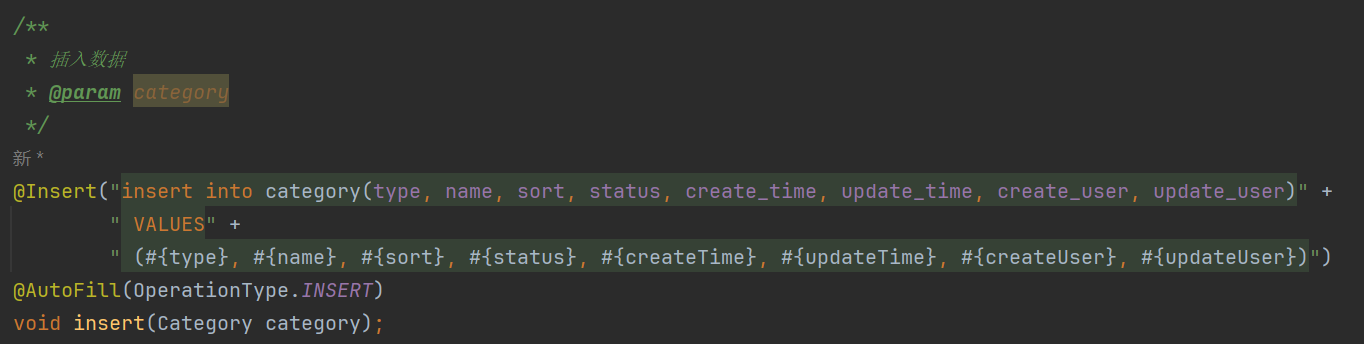 /**
 * 插入数据
 * @param category
 */
新 *
@Insert("insert into category(type, name, sort, status, create_time, update_time, create_user, update_user)" +
        " VALUES" +
        " (#{type}, #{name}, #{sort}, #{status}, #{createTime}, #{updateTime}, #{createUser}, #{updateUser})")
@AutoFill(OperationType.INSERT)
void insert(Category category);